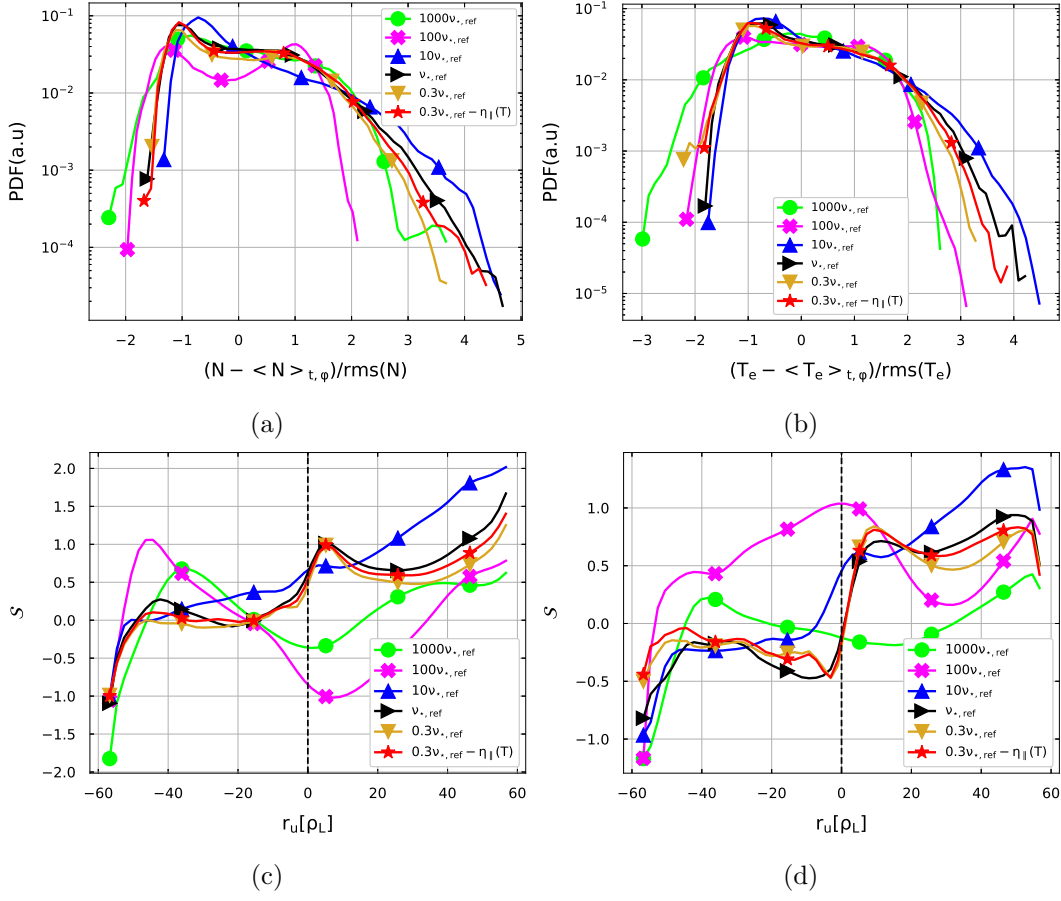 10⁻¹
10⁻²
10⁻³
10⁻⁴
PDF(a.u)
1000ν⋆,ref
100ν⋆,ref
10ν⋆,ref
ν⋆,ref
0.3ν⋆,ref
0.3ν⋆,ref − η∥(T)
−2 −1 0 1 2 3 4 5
(N − < N >t,φ)/rms(N)
(a)
10⁻¹
10⁻²
10⁻³
10⁻⁴
10⁻⁵
PDF(a.u)
1000ν⋆,ref
100ν⋆,ref
10ν⋆,ref
ν⋆,ref
0.3ν⋆,ref
0.3ν⋆,ref − η∥(T)
−3 −2 −1 0 1 2 3 4
(Te − < Te >t,φ)/rms(Te)
(b)
2.0
1.5
1.0
0.5
0.0
−0.5
−1.0
−1.5
−2.0
𝒮
1000ν⋆,ref
100ν⋆,ref
10ν⋆,ref
ν⋆,ref
0.3ν⋆,ref
0.3ν⋆,ref − η∥(T)
−60 −40 −20 0 20 40 60
ru[ρL]
(c)
1.0
0.5
0.0
−0.5
−1.0
𝒮
1000ν⋆,ref
100ν⋆,ref
10ν⋆,ref
ν⋆,ref
0.3ν⋆,ref
0.3ν⋆,ref − η∥(T)
−60 −40 −20 0 20 40 60
ru[ρL]
(d)